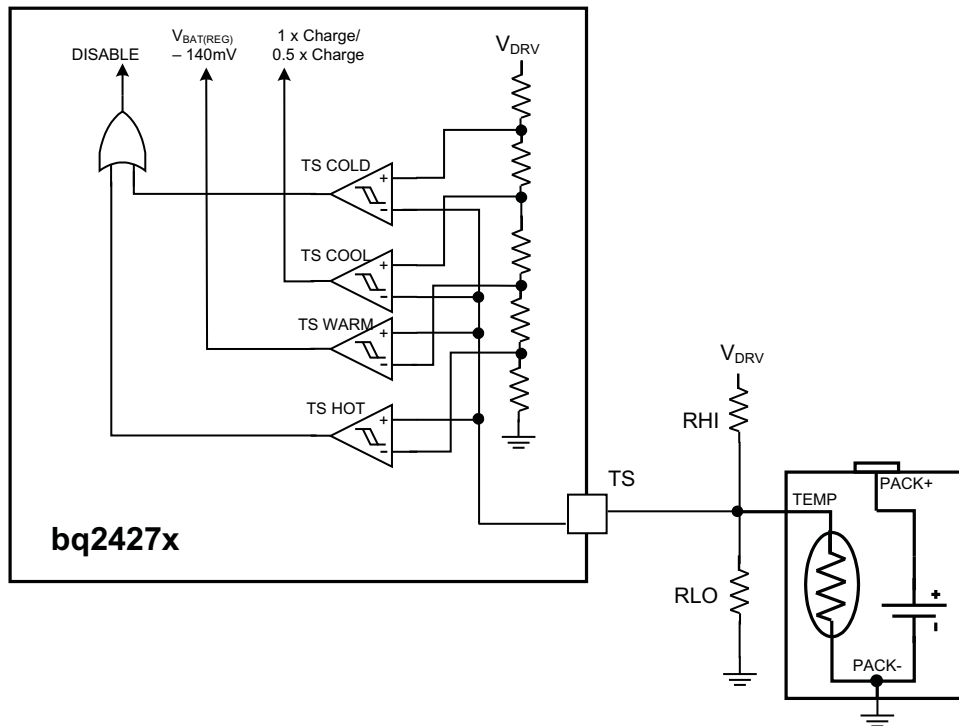 DISABLE
VBAT(REG)
– 140mV
1 x Charge/
0.5 x Charge
VDRV
TS COLD
+
-
TS COOL
+
-
TS WARM
+
-
TS HOT
+
-
bq2427x
TS
VDRV
RHI
RLO
PACK+
TEMP
+
-
PACK-